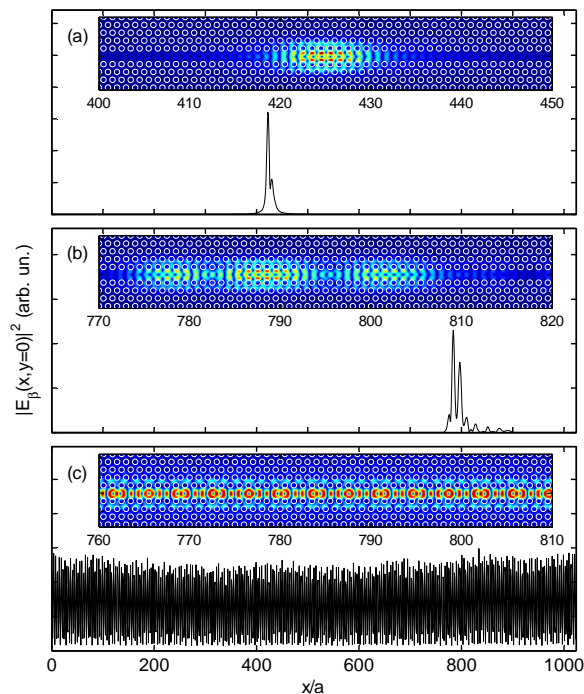 (a)
400 410 420 430 440 450
(b)
770 780 790 800 810 820
|E_β(x,y=0)|² (arb. un.)
(c)
760 770 780 790 800 810
0 200 400 600 800 1000
x/a